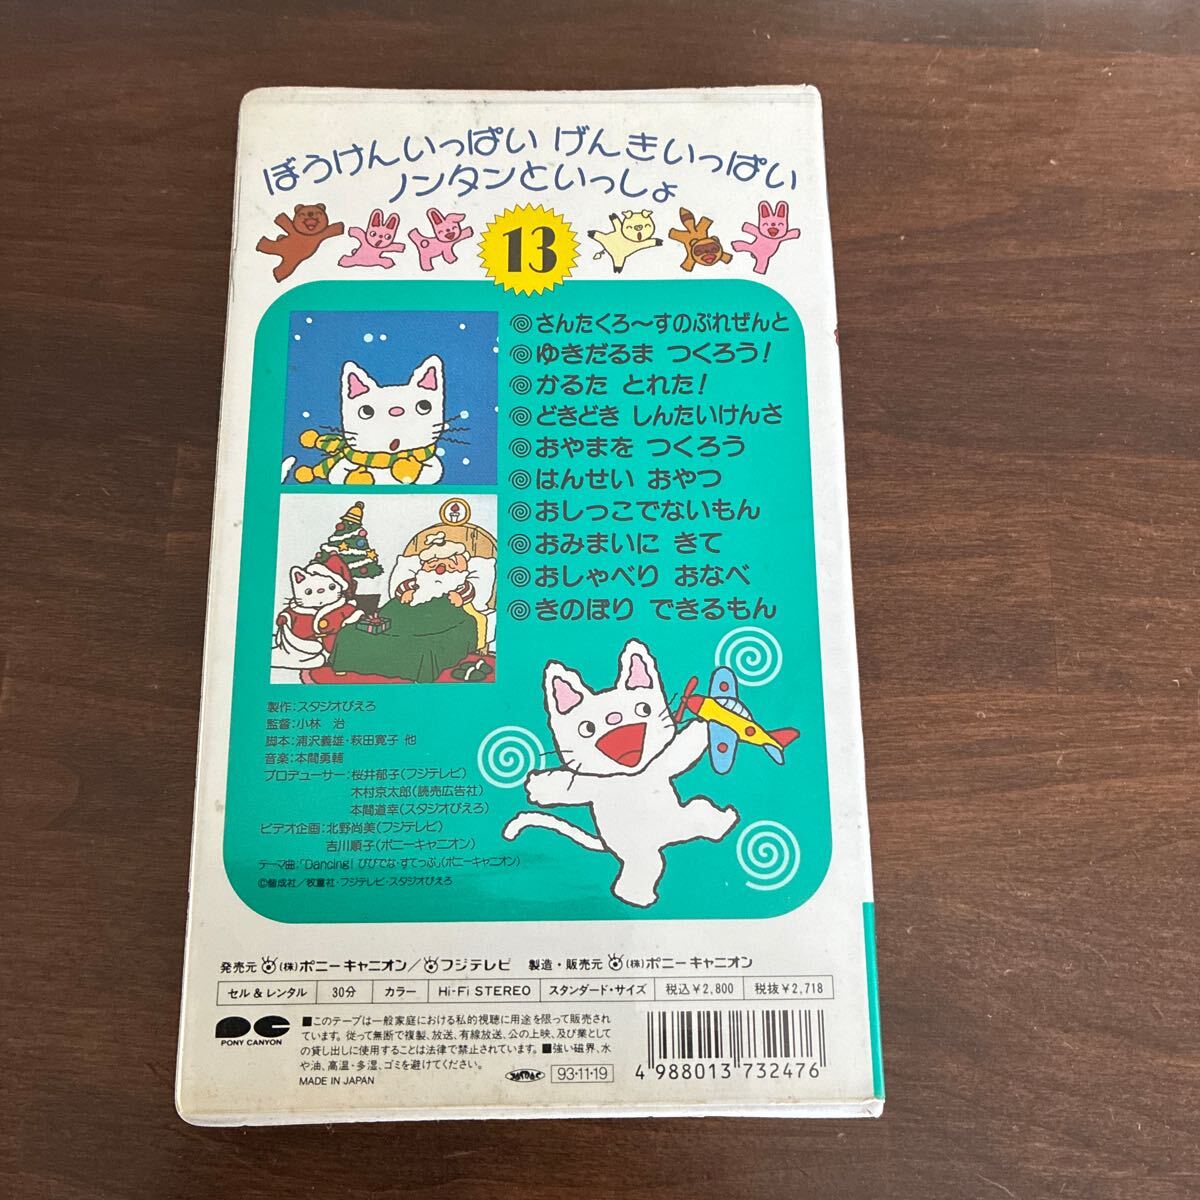 ぼうけんいっぱい げんきいっぱい
ノンタンといっしょ
13
さんたくろ〜すのぷれぜんと
ゆきだるま つくろう!
かるた とれた!
どきどき しんたいけんさ
おやまを つくろう
はんせい おやつ
おしっこでないもん
おみまいに きて
おしゃべり おなべ
きのぼり できるもん
製作:スタジオぴえろ
監督:小林 治
脚本:浦沢義雄・萩田寛子 他
音楽:本間勇輔
プロデューサー:桜井郁子(フジテレビ)
木村京太郎(読売広告社)
本間道幸(スタジオぴえろ)
ビデオ企画:北野尚美(フジテレビ)
吉川順子(ポニーキャニオン)
テーマ曲:「Dancing! びびでな・すてっぷ」(ポニーキャニオン)
©偕成社/牧童社・フジテレビ・スタジオぴえろ
発売元 (株)ポニーキャニオン/フジテレビ 製造・販売元 (株)ポニーキャニオン
セル&レンタル 30分 カラー Hi-Fi STEREO スタンダード・サイズ 税込¥2,800 税抜¥2,718
PONY CANYON
■このテープは一般家庭における私的視聴に用途を限って販売されています。従って無断で複製、放送、有線放送、公の上映、及び業としての貸し出しに使用することは法律で禁止されています。■強い磁界、水や油、高温・多湿、ゴミを避けてください。
MADE IN JAPAN
93・11・19
4 988013 732476